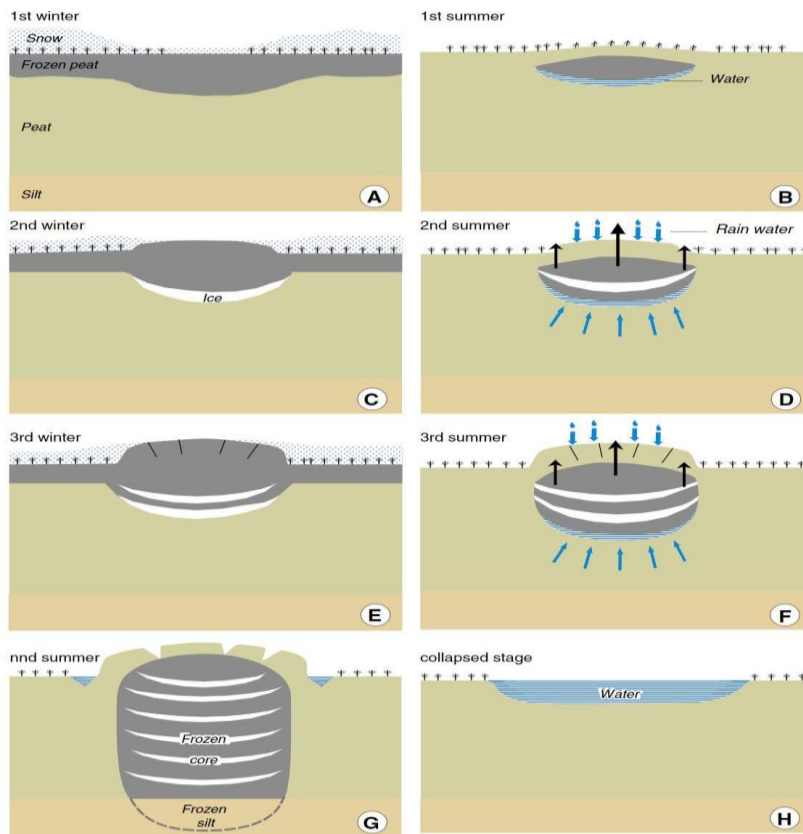 1st winter
Snow
Frozen peat
Peat
Silt
A
1st summer
Water
B
2nd winter
Ice
C
2nd summer
Rain water
D
3rd winter
E
3rd summer
F
nnd summer
Frozen
core
Frozen
silt
G
collapsed stage
Water
H